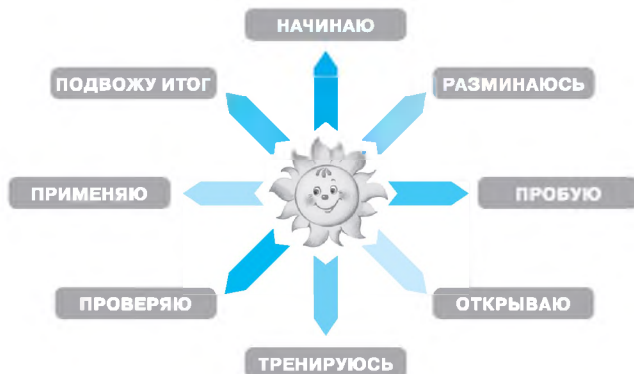 НАЧИНАЮ
ПОДВОЖУ ИТОГ
РАЗМИНАЮСЬ
ПРИМЕНЯЮ
ПРОБУЮ
ПРОВЕРЯЮ
ОТКРЫВАЮ
ТРЕНИРУЮСЬ